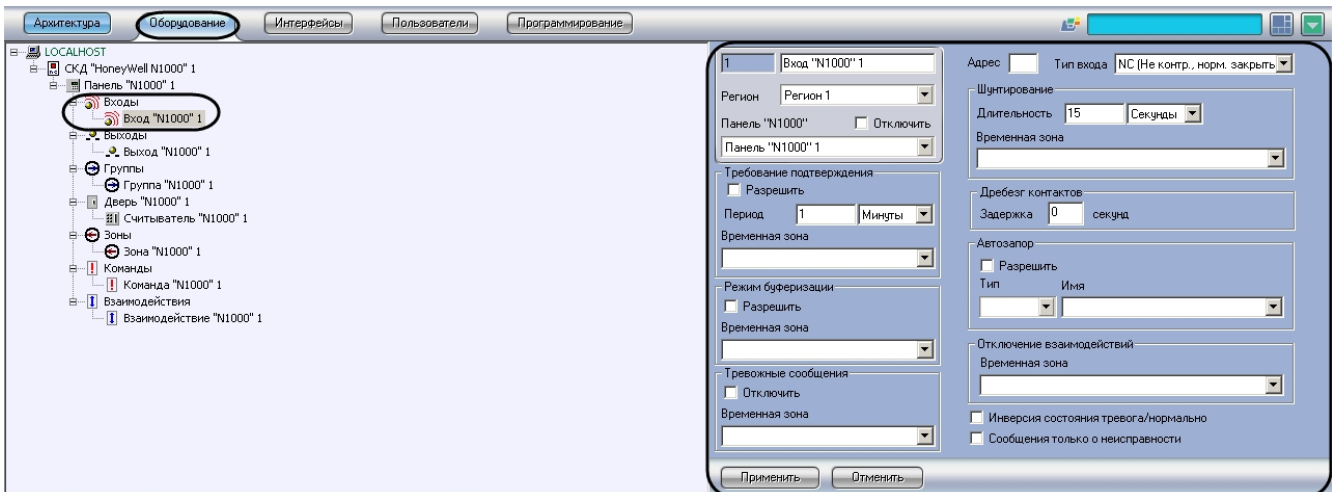 Архитектура Оборудование Интерфейсы Пользователи Программирование
LOCALHOST
СКД "HoneyWell N1000" 1
Панель "N1000" 1
Входы
Вход "N1000" 1
Выходы
Выход "N1000" 1
Группы
Группа "N1000" 1
Дверь "N1000" 1
Считыватель "N1000" 1
Зоны
Зона "N1000" 1
Команды
Команда "N1000" 1
Взаимодействия
Взаимодействие "N1000" 1
1 Вход "N1000" 1
Регион Регион 1
Панель "N1000" Отключить
Панель "N1000" 1
Требование подтверждения
Разрешить
Период 1 Минуты
Временная зона
Режим буферизации
Разрешить
Временная зона
Тревожные сообщения
Отключить
Временная зона
Адрес Тип входа NC (Не контр., норм. закрыть
Шунтирование
Длительность 15 Секунды
Временная зона
Дребезг контактов
Задержка 0 секунд
Автозапор
Разрешить
Тип Имя
Отключение взаимодействий
Временная зона
Инверсия состояния тревога/нормально
Сообщения только о неисправности
Применить Отменить